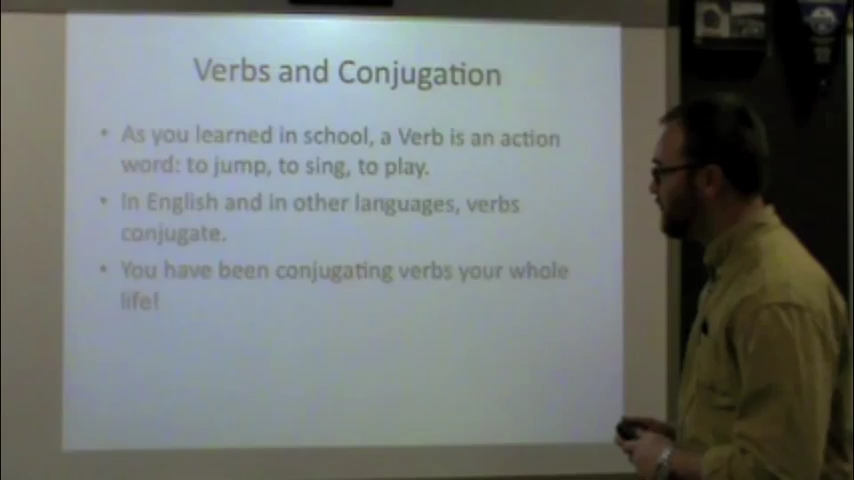 Verbs and Conjugation
• As you learned in school, a Verb is an action
word: to jump, to sing, to play.
• In English and in other languages, verbs
conjugate.
• You have been conjugating verbs your whole
life!